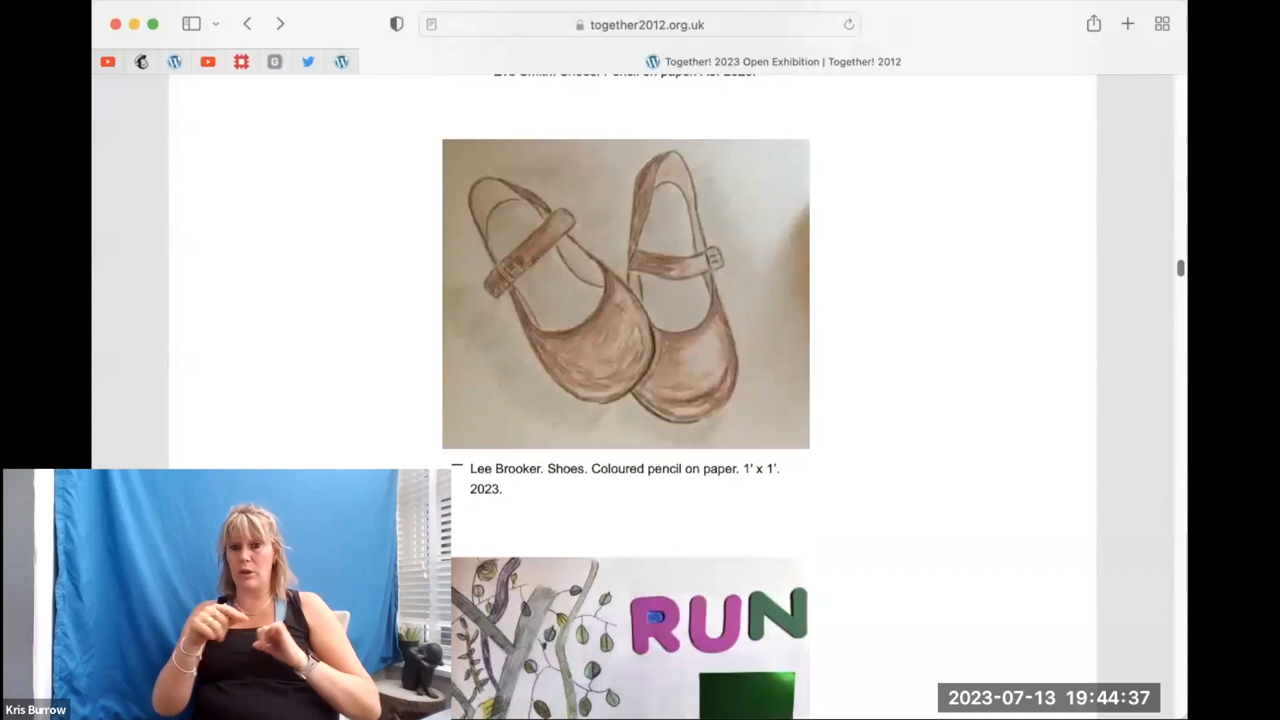 together2012.org.uk
Together! 2023 Open Exhibition | Together! 2012
Lee Brooker. Shoes. Coloured pencil on paper. 1' x 1'.
2023.
RUN
Kris Burrow
2023-07-13 19:44:37